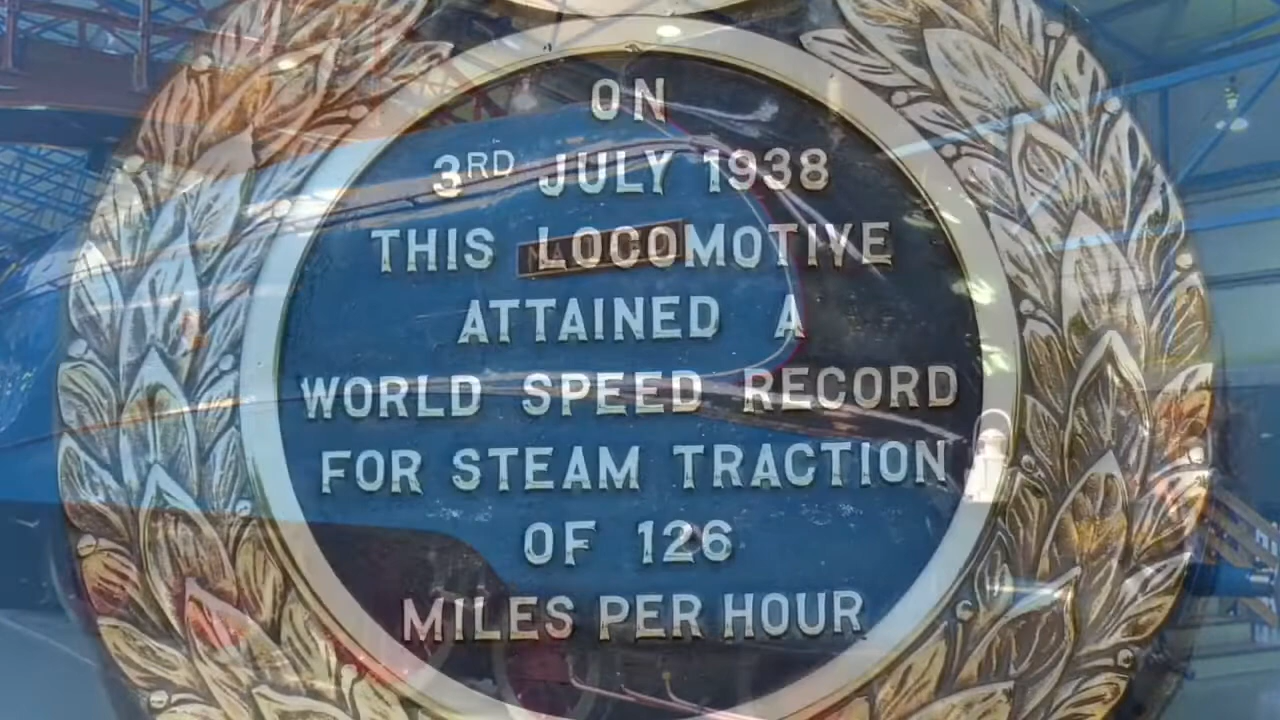 ON
3RD JULY 1938
THIS LOCOMOTIVE
ATTAINED A
WORLD SPEED RECORD
FOR STEAM TRACTION
OF 126
MILES PER HOUR